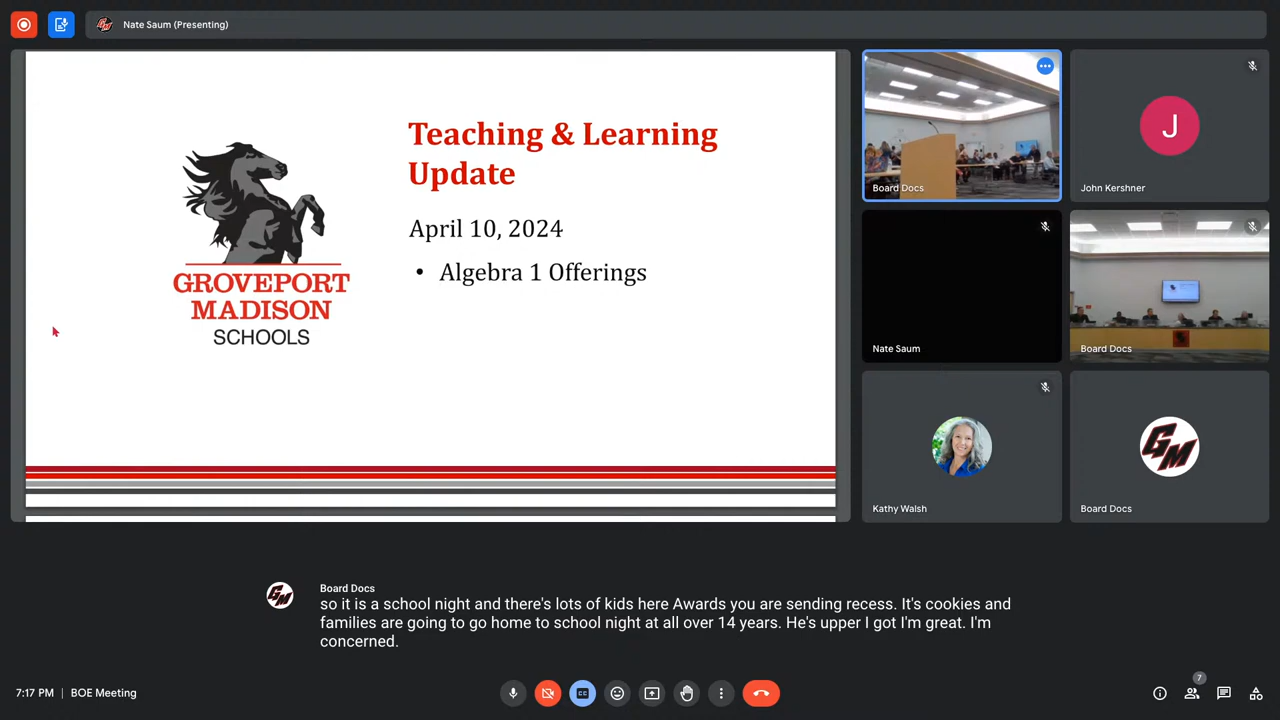 Nate Saum (Presenting)
Teaching & Learning
Update
April 10, 2024
• Algebra 1 Offerings
GROVEPORT
MADISON
SCHOOLS
Board Docs
J
John Kershner
Nate Saum
Board Docs
Kathy Walsh
GM
Board Docs
Board Docs
so it is a school night and there's lots of kids here Awards you are sending recess. It's cookies and
families are going to go home to school night at all over 14 years. He's upper I got I'm great. I'm
concerned.
7:17 PM | BOE Meeting
CC
7